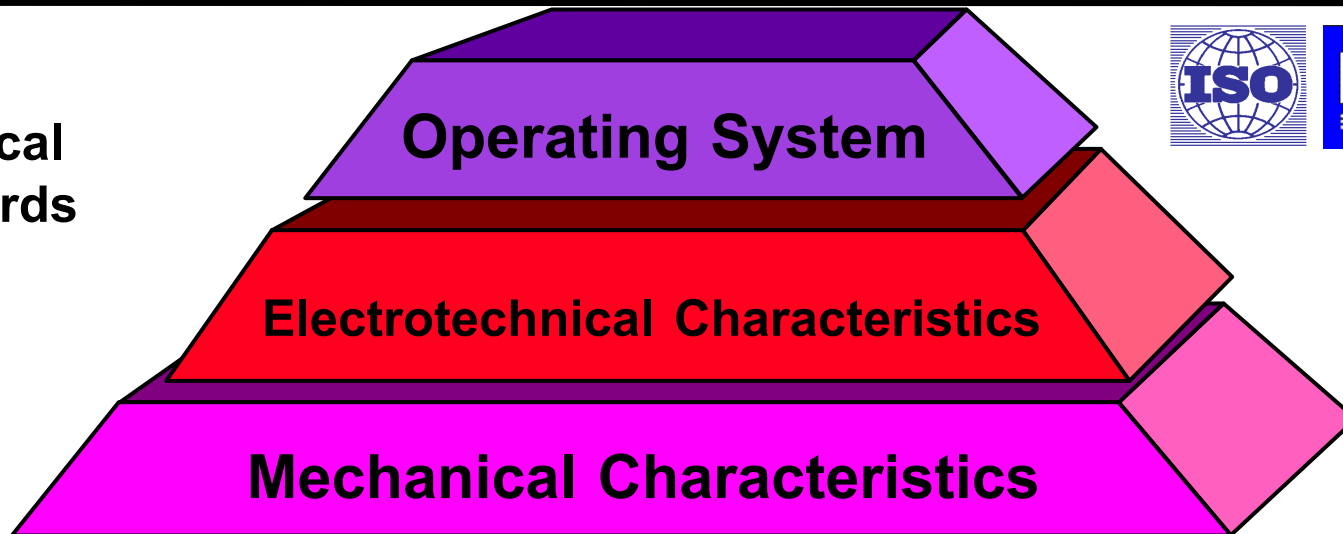 Operating System
ISO
cal
rds
Electrotechnical Characteristics
Mechanical Characteristics